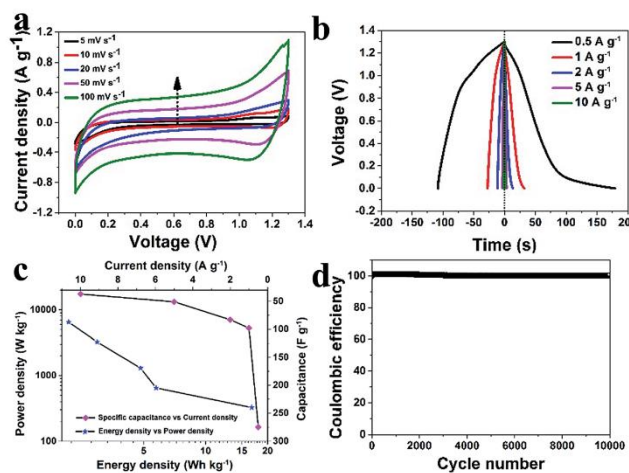 a
5 mV s⁻¹
10 mV s⁻¹
20 mV s⁻¹
50 mV s⁻¹
100 mV s⁻¹
Current density (A g⁻¹)
1.2
0.8
0.4
0.0
-0.4
-0.8
-1.2
0.0 0.2 0.4 0.6 0.8 1.0 1.2 1.4
Voltage (V)
b
0.5 A g⁻¹
1 A g⁻¹
2 A g⁻¹
5 A g⁻¹
10 A g⁻¹
Voltage (V)
1.4
1.2
1.0
0.8
0.6
0.4
0.2
0.0
-0.2
-200 -150 -100 -50 0 50 100 150 200
Time (s)
c
Current density (A g⁻¹)
10 8 6 4 2 0
Power density (W kg⁻¹)
10000
1000
100
Capacitance (F g⁻¹)
50
100
150
200
250
300
Specific capacitance vs Current density
Energy density vs Power density
5 10 15 20
Energy density (Wh kg⁻¹)
d
Coulombic efficiency
100
80
60
40
20
0
0 2000 4000 6000 8000 10000
Cycle number